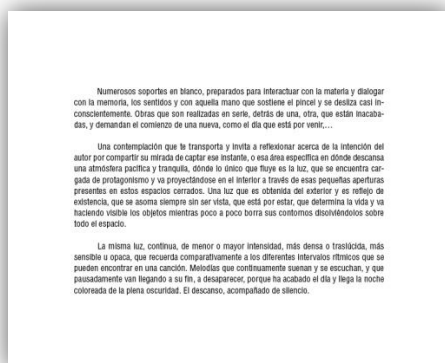 Numerosos soportes en blanco, preparados para interactuar con la materia y dialogar
con la memoria, los sentidos y con aquella mano que sostiene el pincel y se desliza casi in-
conscientemente. Obras que son realizadas en serie, detrás de una, otra, que están inacaba-
das, y demandan el comienzo de una nueva, como el día que está por venir,…
Una contemplación que te transporta y invita a reflexionar acerca de la intención del
autor por compartir su mirada de captar ese instante, o esa área específica en dónde descansa
una atmósfera pacífica y tranquila, dónde lo único que fluye es la luz, que se encuentra car-
gada de protagonismo y va proyectándose en el interior a través de esas pequeñas aperturas
presentes en estos espacios cerrados. Una luz que es obtenida del exterior y es reflejo de
existencia, que se asoma siempre sin ser vista, que está por estar, que determina la vida y va
haciendo visible los objetos mientras poco a poco borra sus contornos disolviéndolos sobre
todo el espacio.
La misma luz, continua, de menor o mayor intensidad, más densa o traslúcida, más
sensible u opaca, que recuerda comparativamente a los diferentes intervalos rítmicos que se
pueden encontrar en una canción. Melodías que continuamente suenan y se escuchan, y que
pausadamente van llegando a su fin, a desaparecer, porque ha acabado el día y llega la noche
coloreada de la plena oscuridad. El descanso, acompañado de silencio.